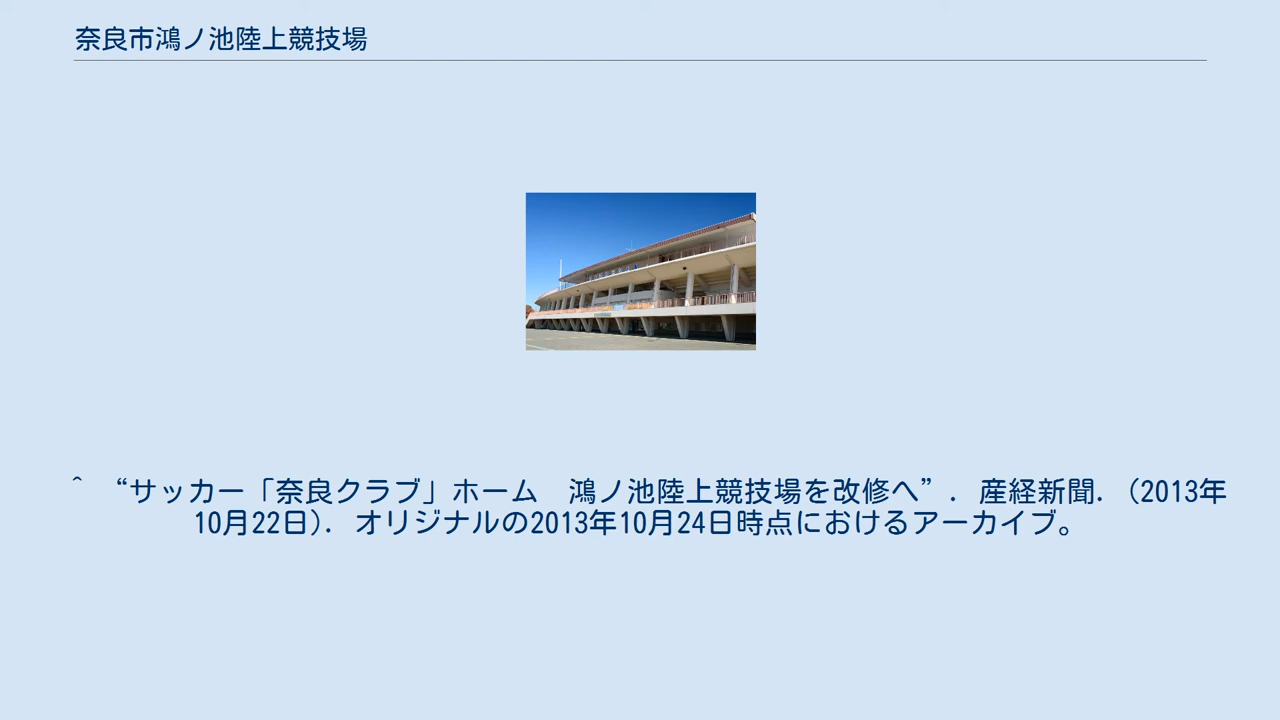 奈良市鴻ノ池陸上競技場
^ “サッカー「奈良クラブ」ホーム　鴻ノ池陸上競技場を改修へ”. 産経新聞. (2013年
10月22日). オリジナルの2013年10月24日時点におけるアーカイブ。